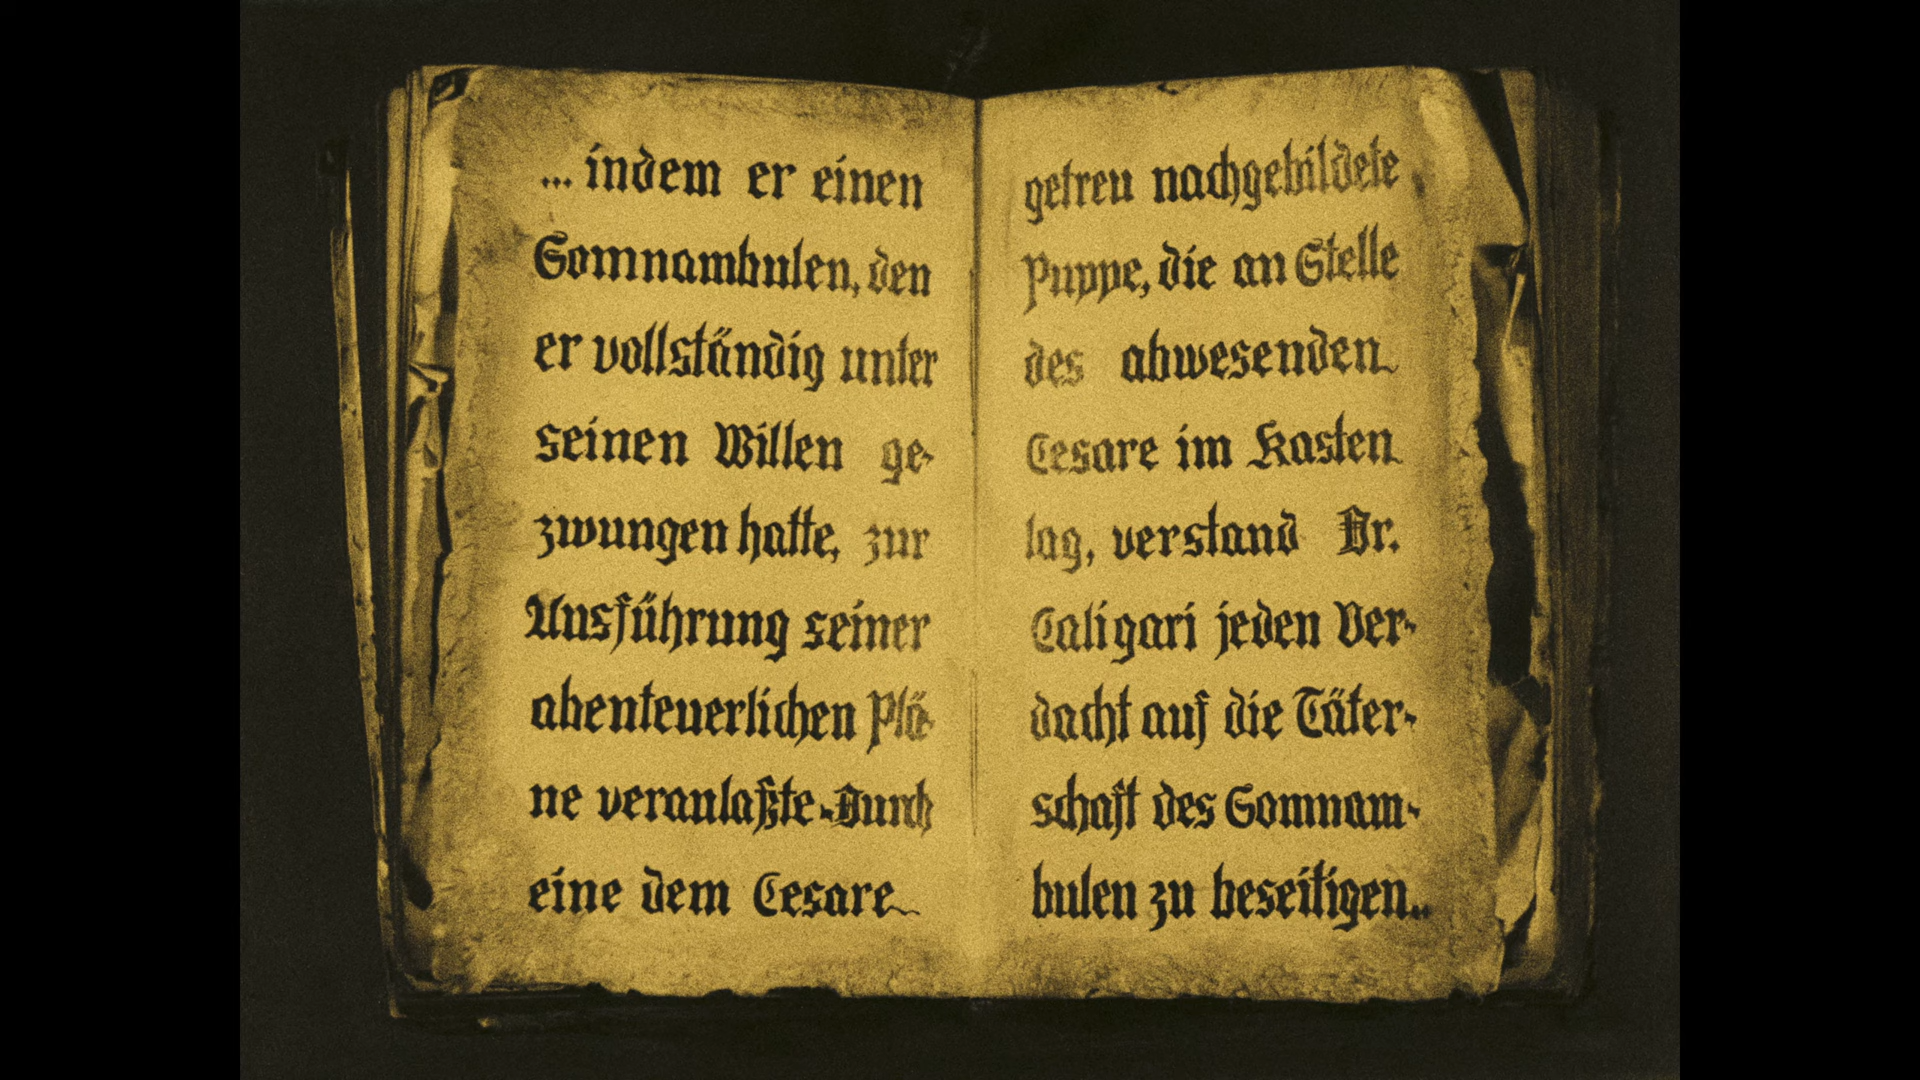 ... indem er einen
Somnambulen, den
er vollständig unter
seinen Willen ge-
zwungen hatte, zur
Ausführung seiner
abenteuerlichen Plä-
ne veranlaßte. Durch
eine dem Cesare
getreu nachgebildete
Puppe, die an Stelle
des abwesenden
Cesare im Kasten
lag, verstand Dr.
Caligari jeden Ver-
dacht auf die Täter-
schaft des Somnam-
bulen zu beseitigen..